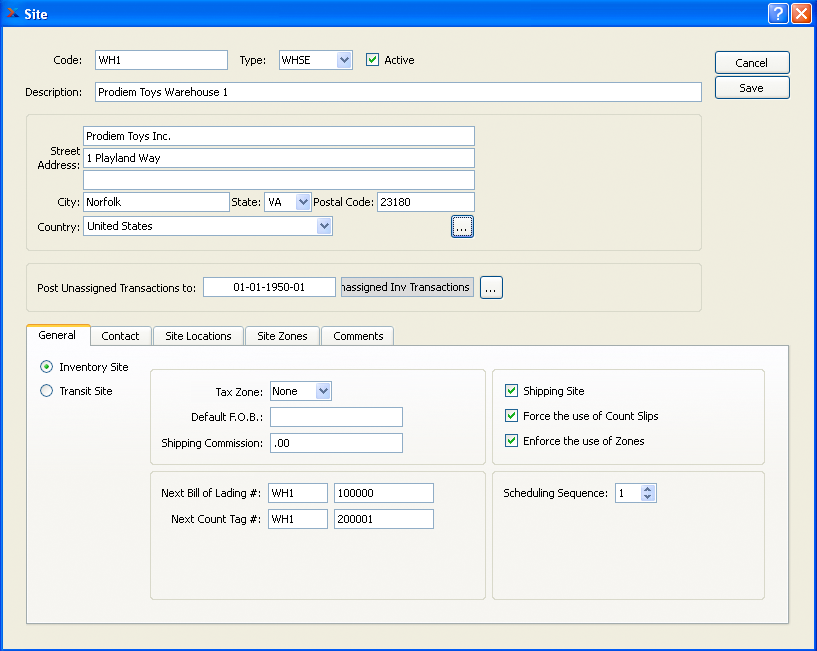 Site
Code: WH1 Type: WHSE Active
Cancel
Description: Prodiem Toys Warehouse 1
Save
Prodiem Toys Inc.
Street Address: 1 Playland Way
City: Norfolk State: VA Postal Code: 23180
Country: United States ...
Post Unassigned Transactions to: 01-01-1950-01 nassigned Inv Transactions ...
General Contact Site Locations Site Zones Comments
Inventory Site
Transit Site
Tax Zone: None
Default F.O.B.:
Shipping Commission: .00
Shipping Site
Force the use of Count Slips
Enforce the use of Zones
Next Bill of Lading #: WH1 100000
Next Count Tag #: WH1 200001
Scheduling Sequence: 1